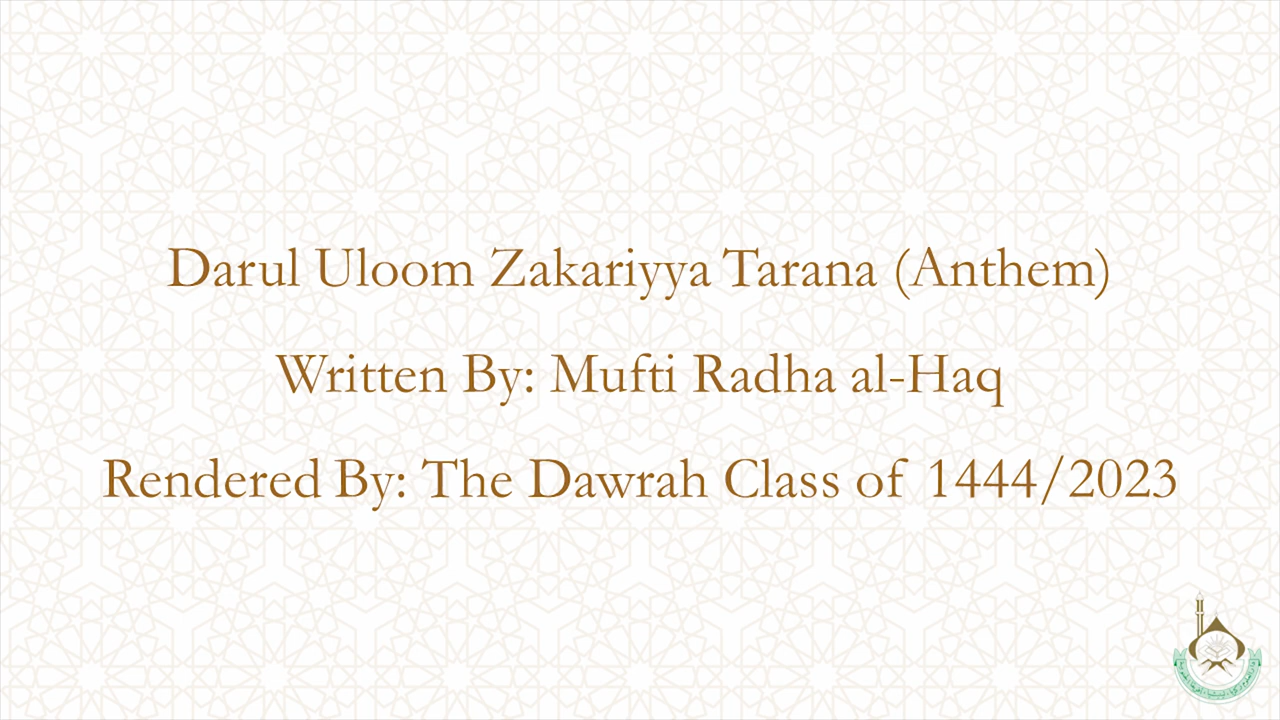 Darul Uloom Zakariyya Tarana (Anthem)
Written By: Mufti Radha al-Haq
Rendered By: The Dawrah Class of 1444/2023